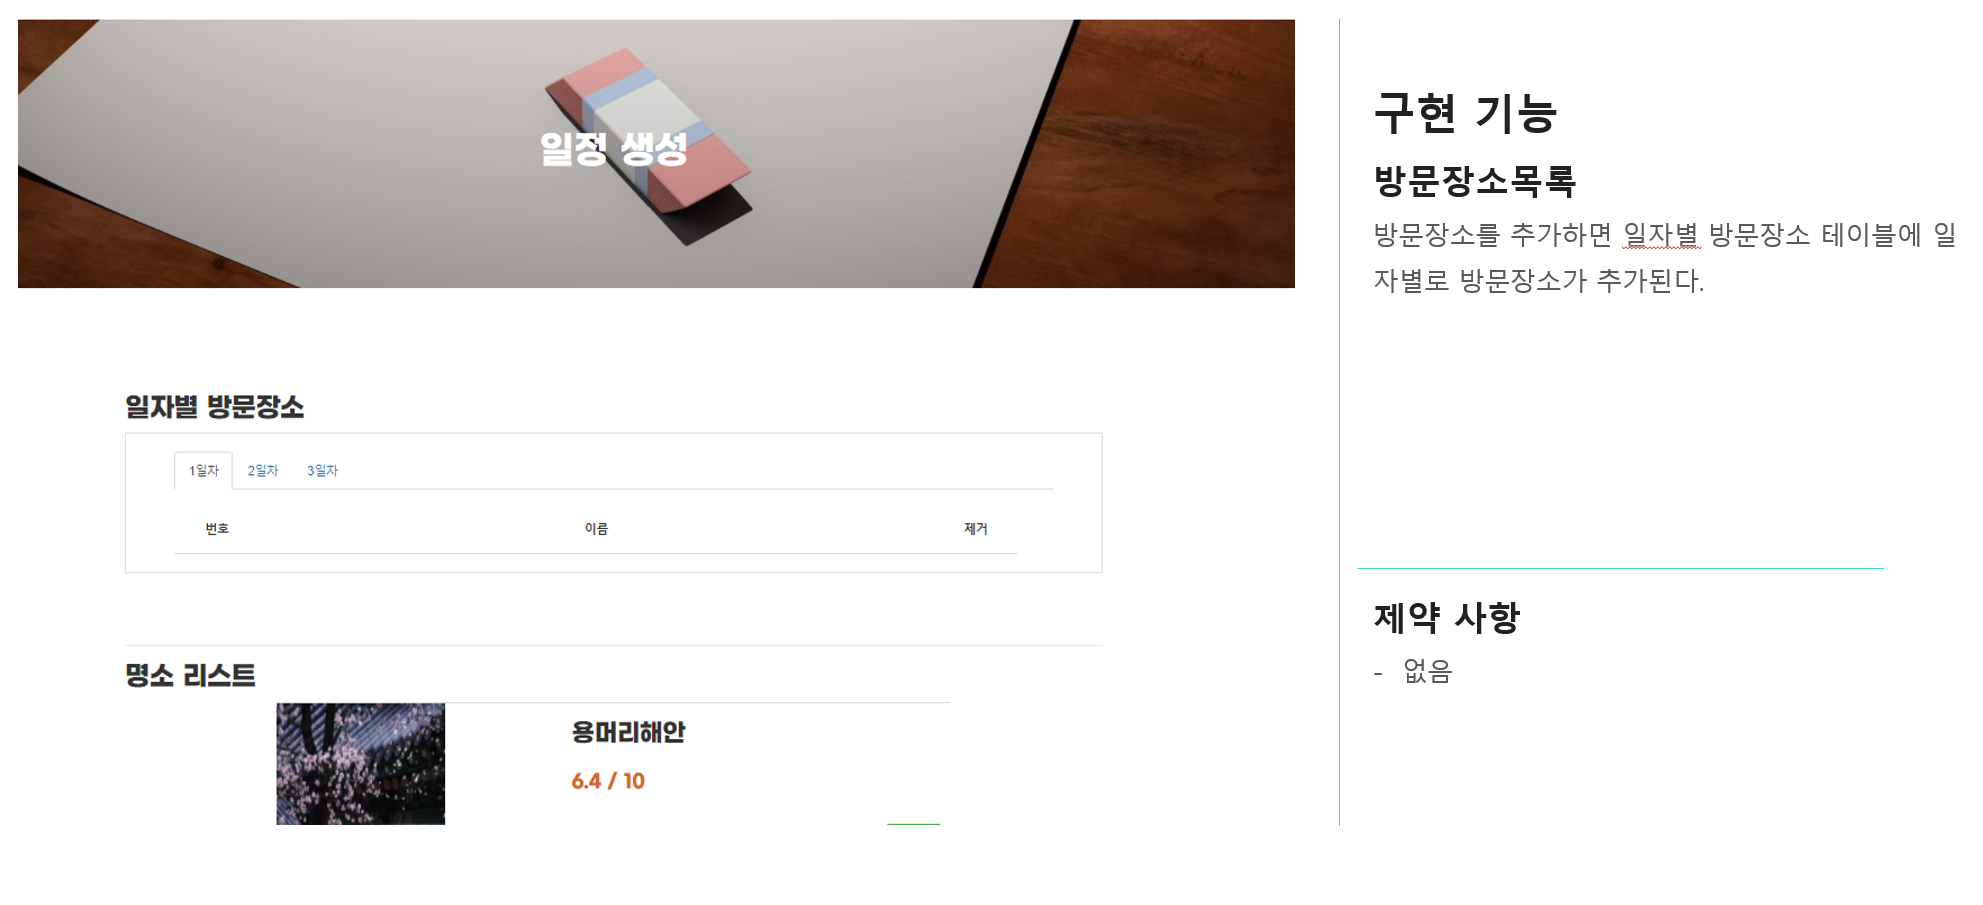 일정 생성
일자별 방문장소
1일차 2일차 3일차
번호 이름 제거
명소 리스트
용머리해안
6.4 / 10
구현 기능
방문장소목록
방문장소를 추가하면 일자별 방문장소 테이블에 일
자별로 방문장소가 추가된다.
제약 사항
- 없음